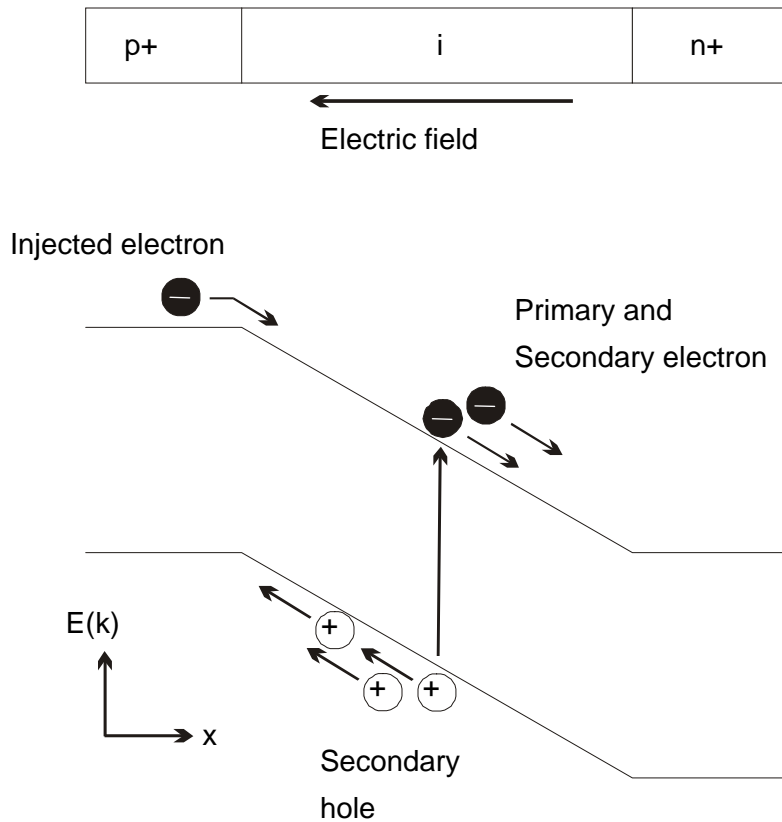 p+ i n+
Electric field
Injected electron
Primary and
Secondary electron
E(k)
+
+ +
x
Secondary
hole